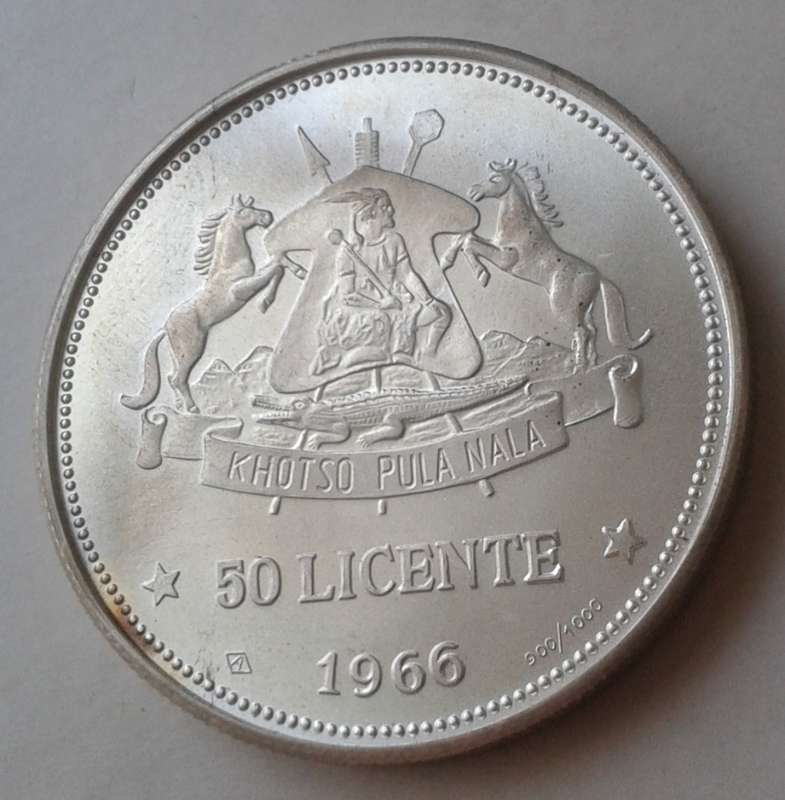 KHOTSO PULA NALA
50 LICENTE
900/1000
1966